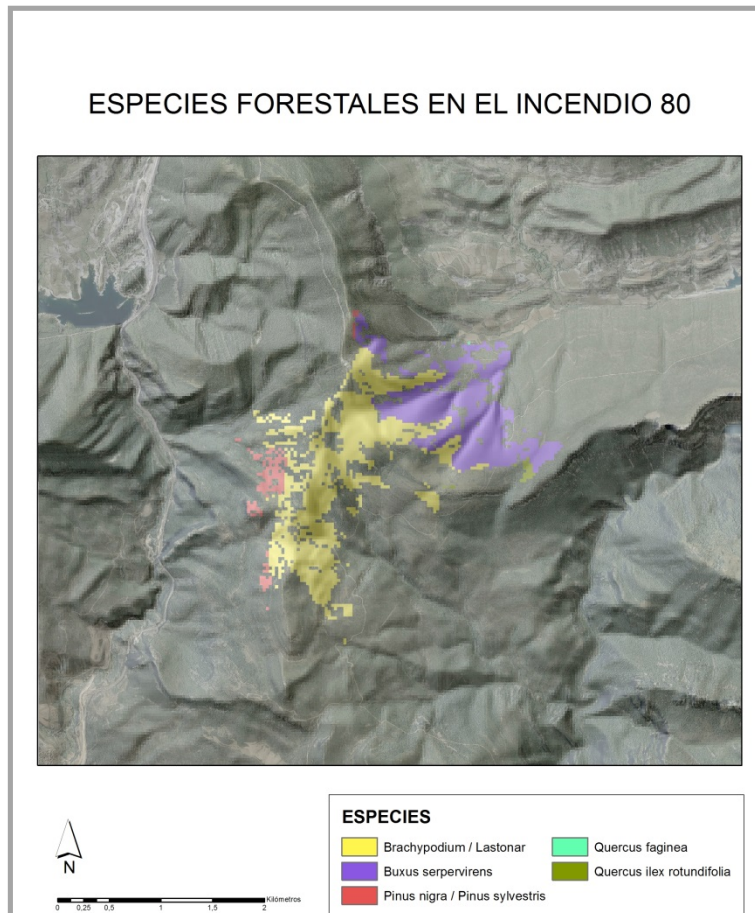 ESPECIES FORESTALES EN EL INCENDIO 80
ESPECIES
Brachypodium / Lastonar
Buxus serpervirens
Pinus nigra / Pinus sylvestris
Quercus faginea
Quercus ilex rotundifolia
N
Kilómetros
0 0,25 0,5 1 1,5 2